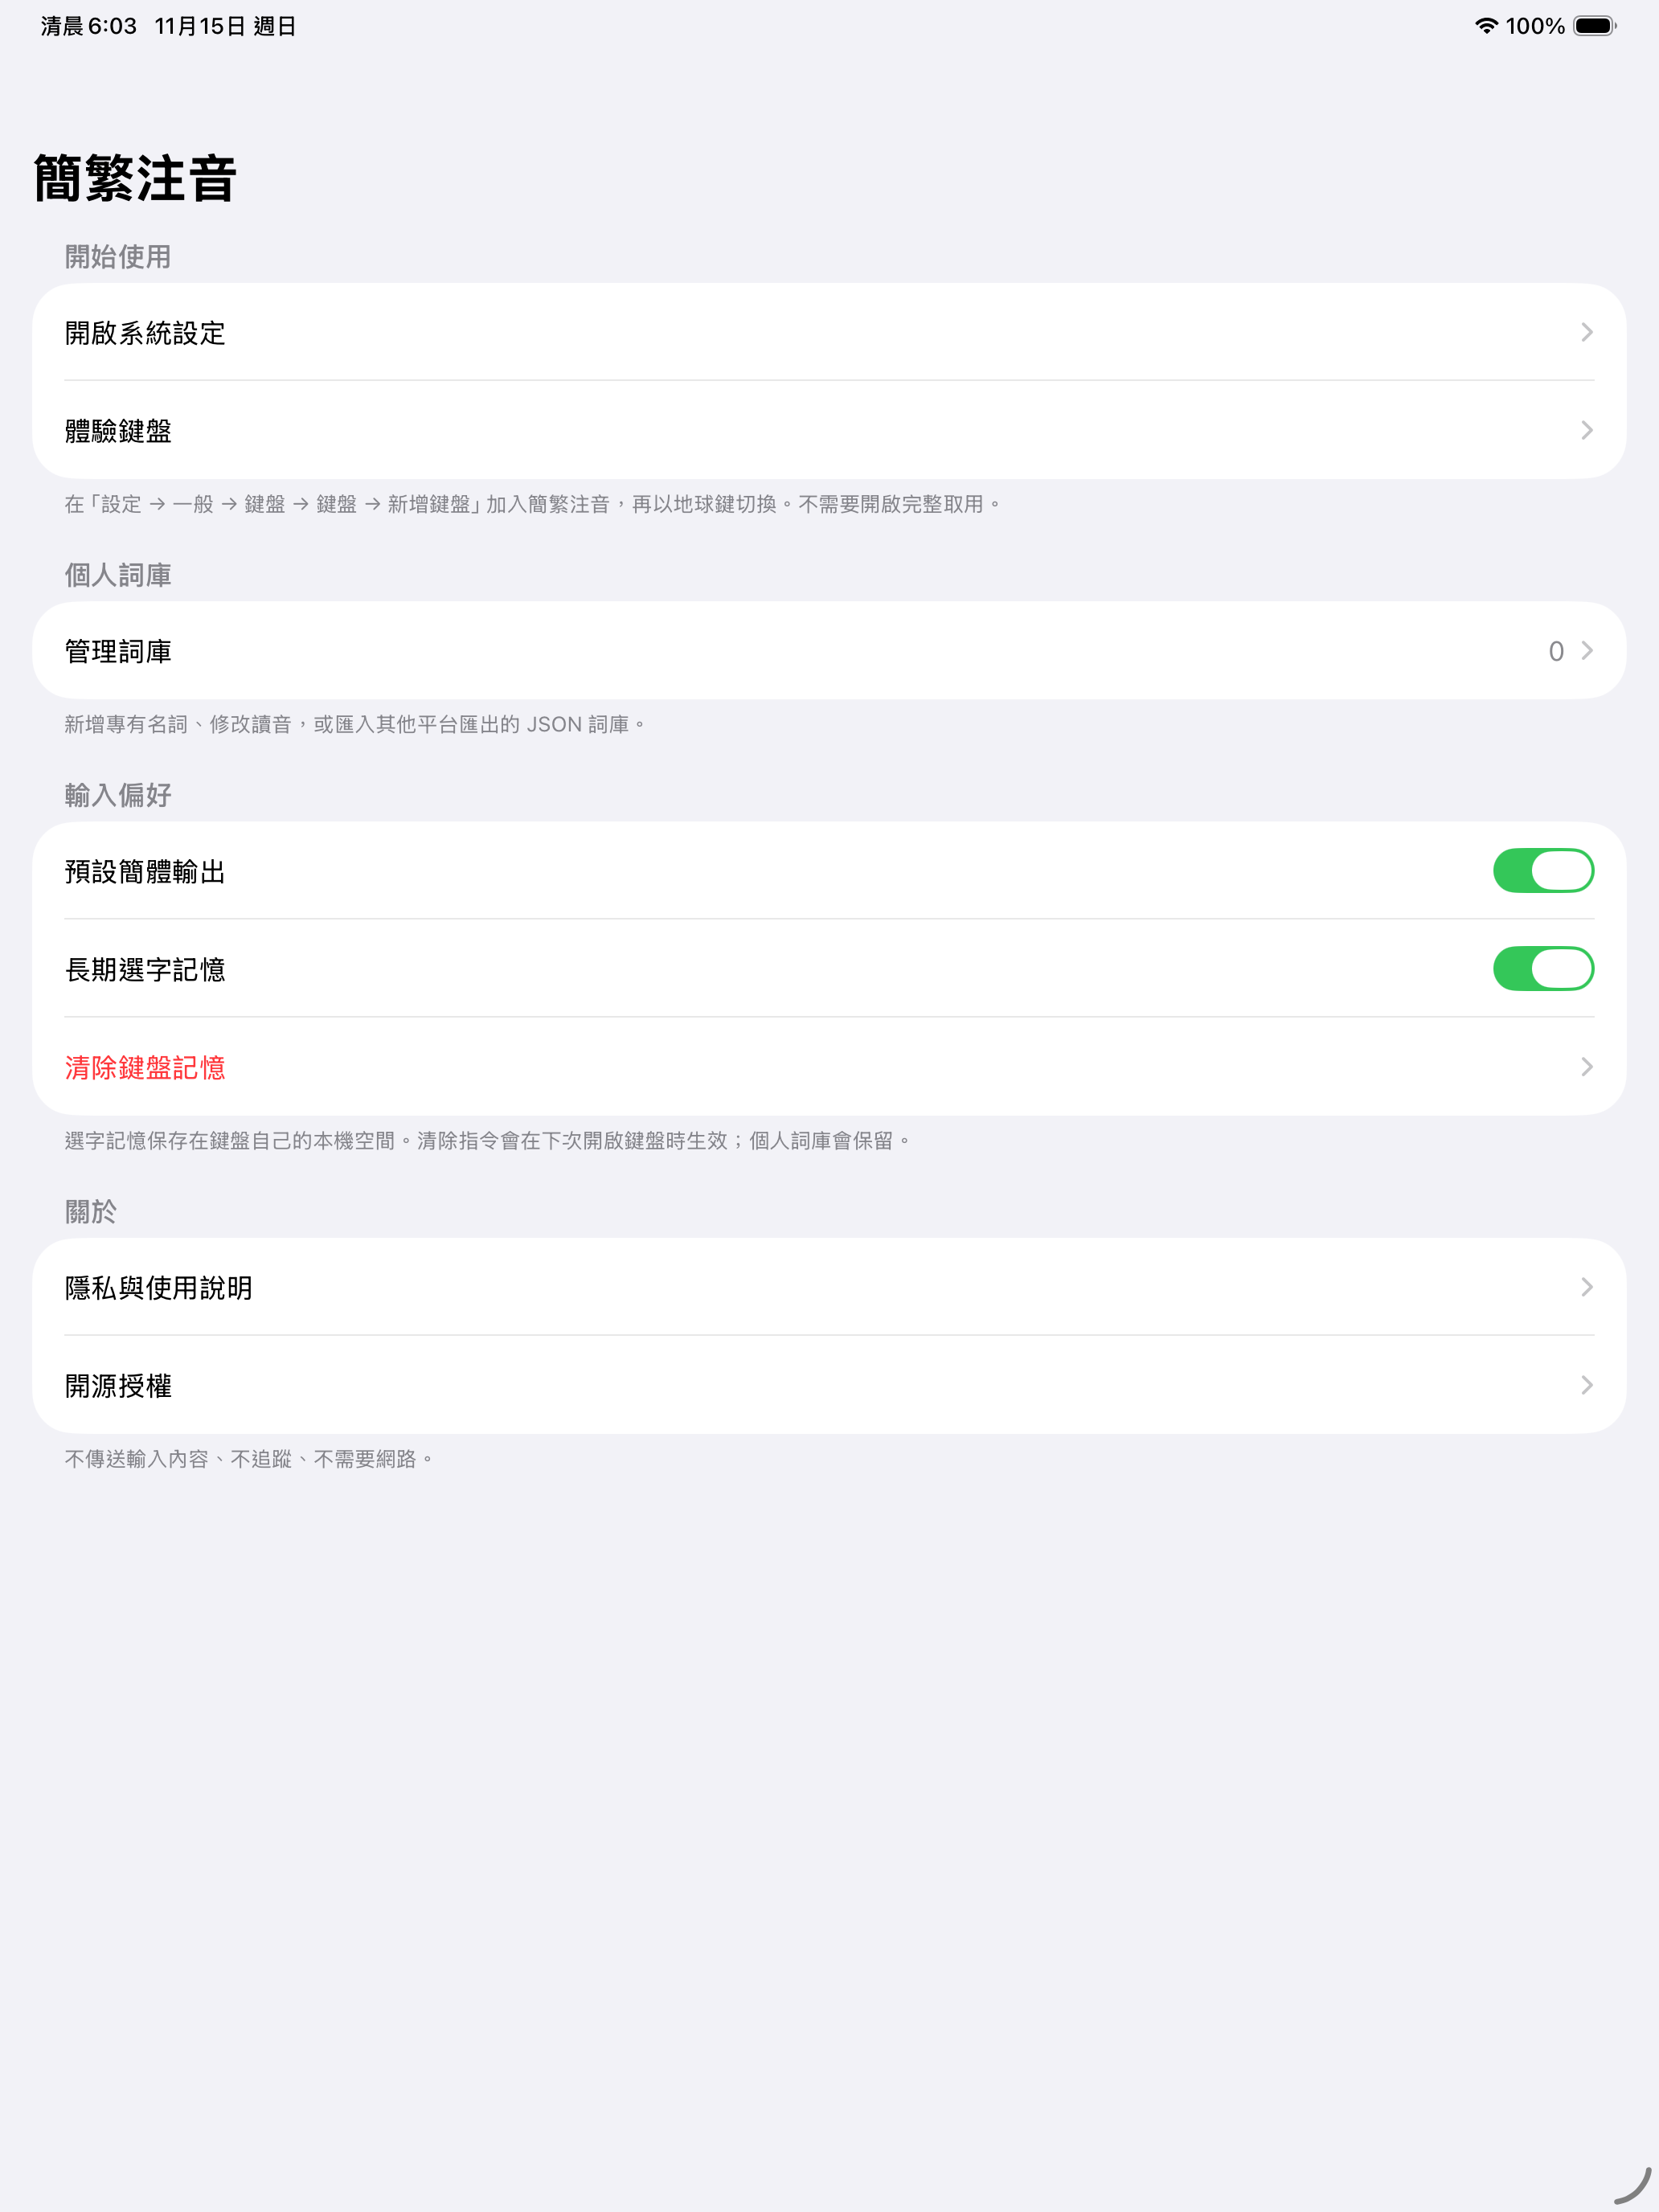 清晨6:03 11月15日 週日
100%
簡繁注音
開始使用
開啟系統設定
體驗鍵盤
在「設定 → 一般 → 鍵盤 → 鍵盤 → 新增鍵盤」加入簡繁注音，再以地球鍵切換。不需要開啟完整取用。
個人詞庫
管理詞庫 0
新增專有名詞、修改讀音，或匯入其他平台匯出的 JSON 詞庫。
輸入偏好
預設簡體輸出
長期選字記憶
清除鍵盤記憶
選字記憶保存在鍵盤自己的本機空間。清除指令會在下次開啟鍵盤時生效；個人詞庫會保留。
關於
隱私與使用說明
開源授權
不傳送輸入內容、不追蹤、不需要網路。